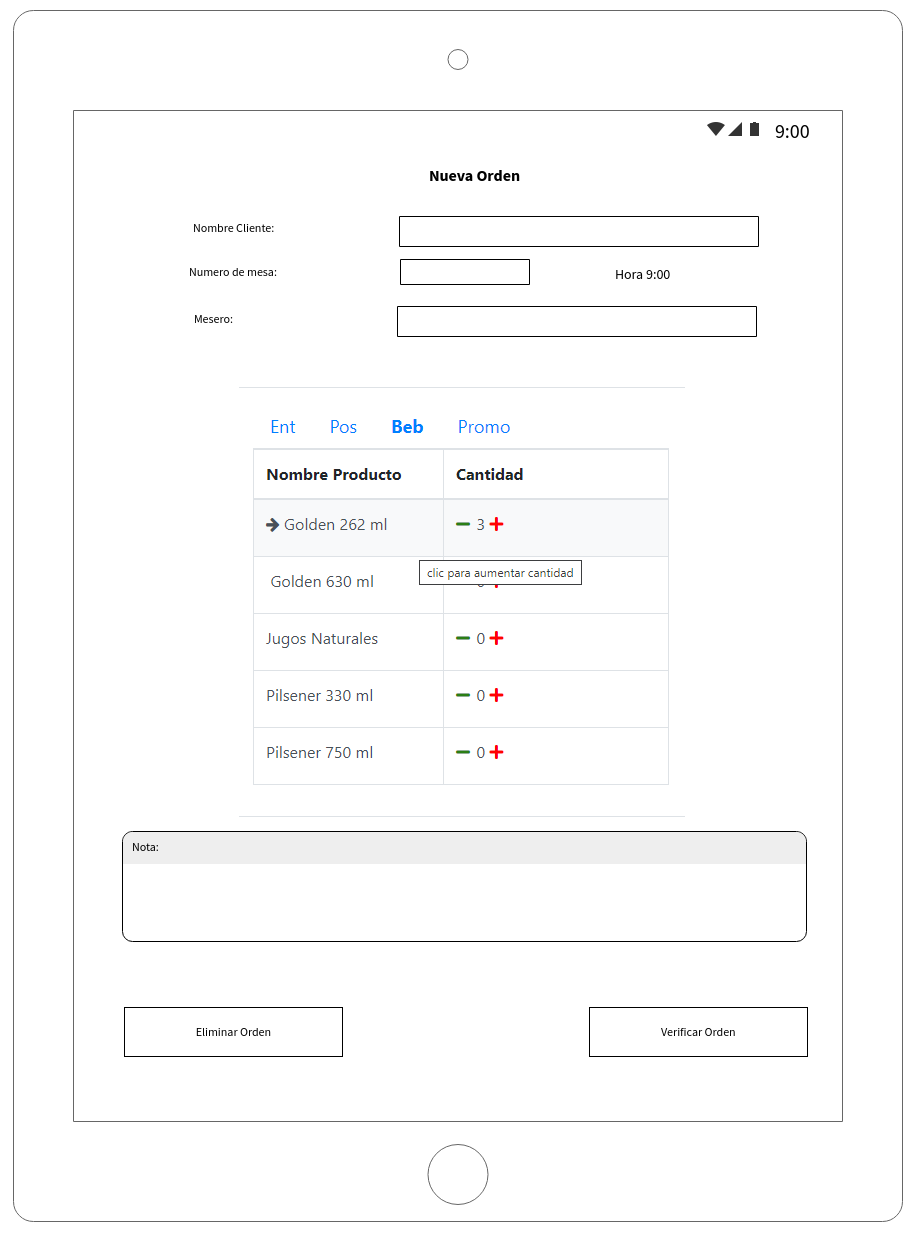 9:00
Nueva Orden
Nombre Cliente:
Numero de mesa:
Hora 9:00
Mesero:
Ent Pos Beb Promo
Nombre Producto Cantidad
Golden 262 ml 3
clic para aumentar cantidad
Golden 630 ml
Jugos Naturales 0
Pilsener 330 ml 0
Pilsener 750 ml 0
Nota:
Eliminar Orden Verificar Orden